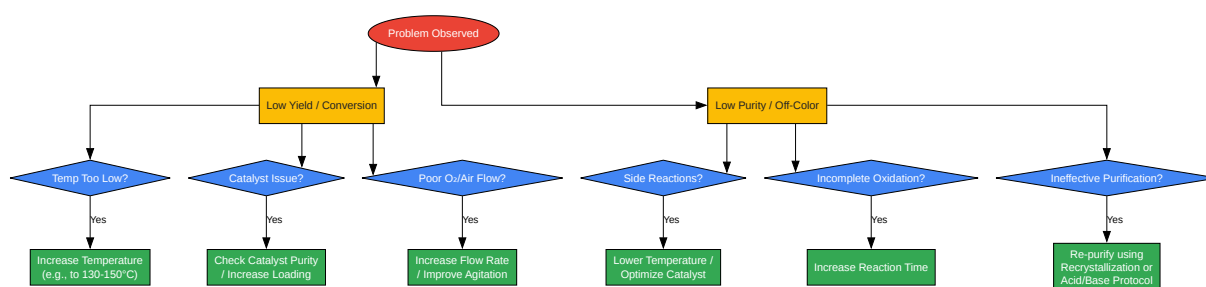 Problem Observed
Low Yield / Conversion
Low Purity / Off-Color
Temp Too Low?
Catalyst Issue?
Poor O₂/Air Flow?
Side Reactions?
Incomplete Oxidation?
Ineffective Purification?
Yes
Yes
Yes
Yes
Yes
Yes
Increase Temperature
(e.g., to 130-150°C)
Check Catalyst Purity
/ Increase Loading
Increase Flow Rate
/ Improve Agitation
Lower Temperature /
Optimize Catalyst
Increase Reaction Time
Re-purify using
Recrystallization or
Acid/Base Protocol